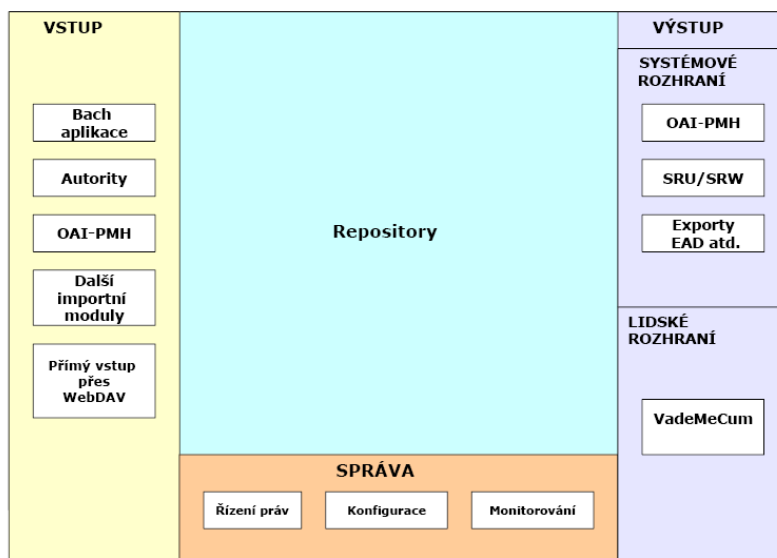 VSTUP
Bach
aplikace
Autority
OAI-PMH
Další
importní
moduly
Přímý vstup
přes
WebDAV
Repository
SPRÁVA
Řízení práv
Konfigurace
Monitorování
VÝSTUP
SYSTÉMOVÉ
ROZHRANÍ
OAI-PMH
SRU/SRW
Exporty
EAD atd.
LIDSKÉ
ROZHRANÍ
VadeMeCum